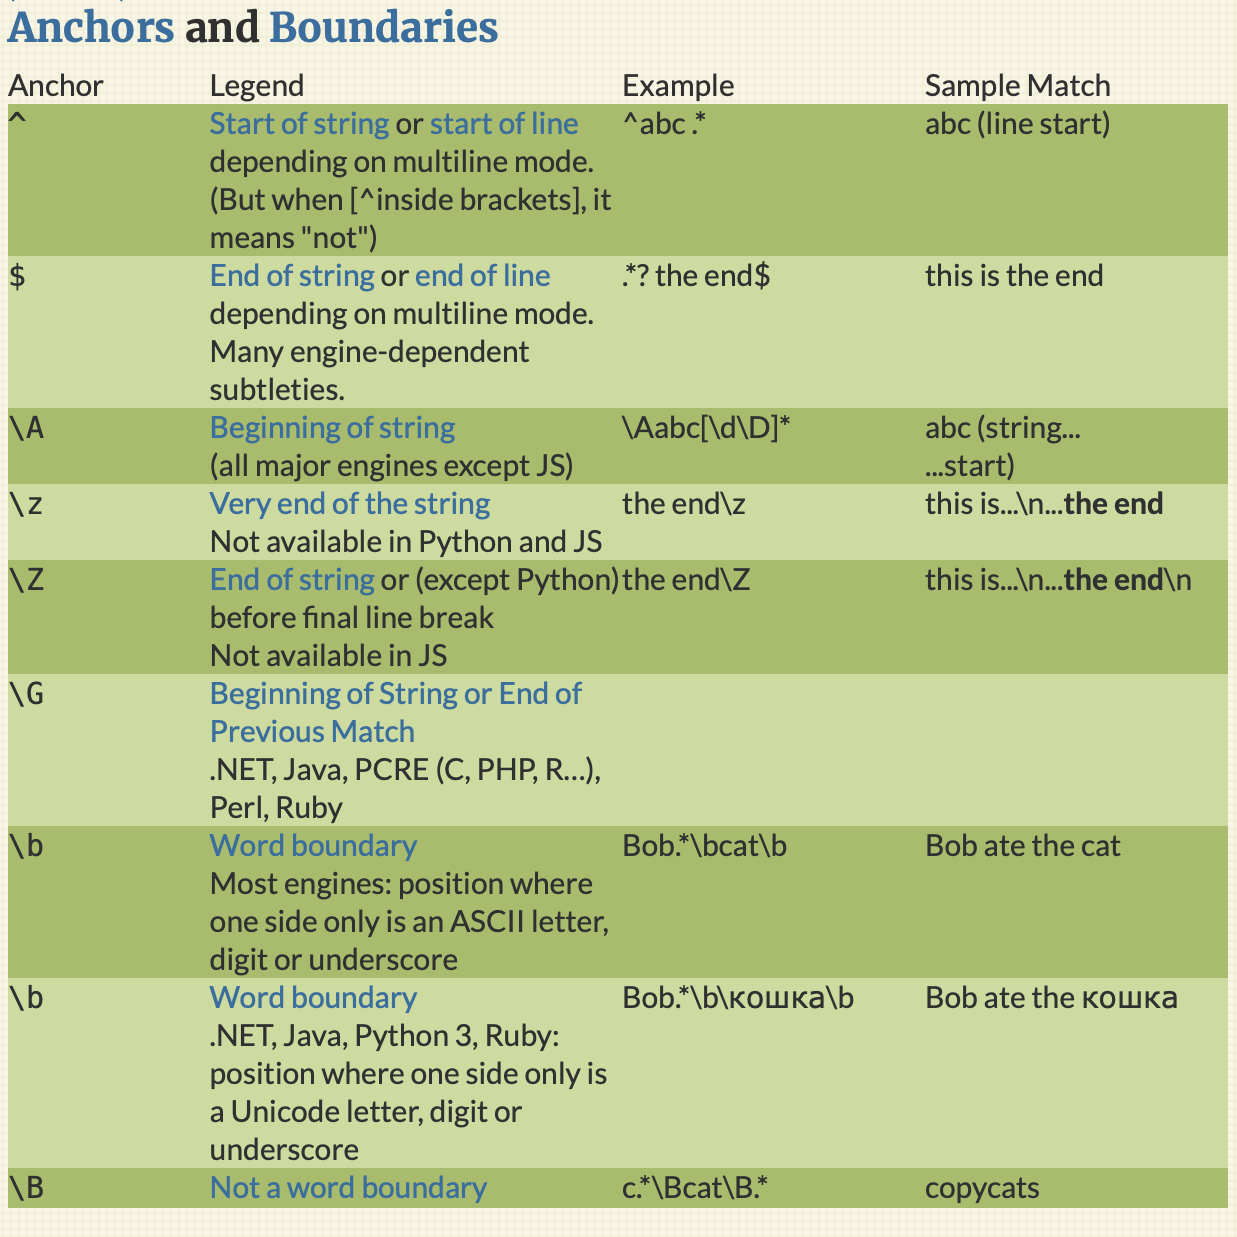 Anchors and Boundaries
Anchor Legend Example Sample Match
^ Start of string or start of line ^abc .* abc (line start)
depending on multiline mode.
(But when [^inside brackets], it
means "not")
$ End of string or end of line .*? the end$ this is the end
depending on multiline mode.
Many engine-dependent
subtleties.
\A Beginning of string \Aabc[\d\D]* abc (string...
(all major engines except JS) ...start)
\z Very end of the string the end\z this is...\n...the end
Not available in Python and JS
\Z End of string or (except Python) the end\Z this is...\n...the end\n
before final line break
Not available in JS
\G Beginning of String or End of
Previous Match
.NET, Java, PCRE (C, PHP, R…),
Perl, Ruby
\b Word boundary Bob.*\bcat\b Bob ate the cat
Most engines: position where
one side only is an ASCII letter,
digit or underscore
\b Word boundary Bob.*\b\кошка\b Bob ate the кошка
.NET, Java, Python 3, Ruby:
position where one side only is
a Unicode letter, digit or
underscore
\B Not a word boundary c.*\Bcat\B.* copycats